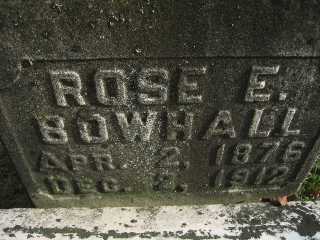 ROSE E.
BOWHALL
APR. 2, 1876
DEC. 2, 1912